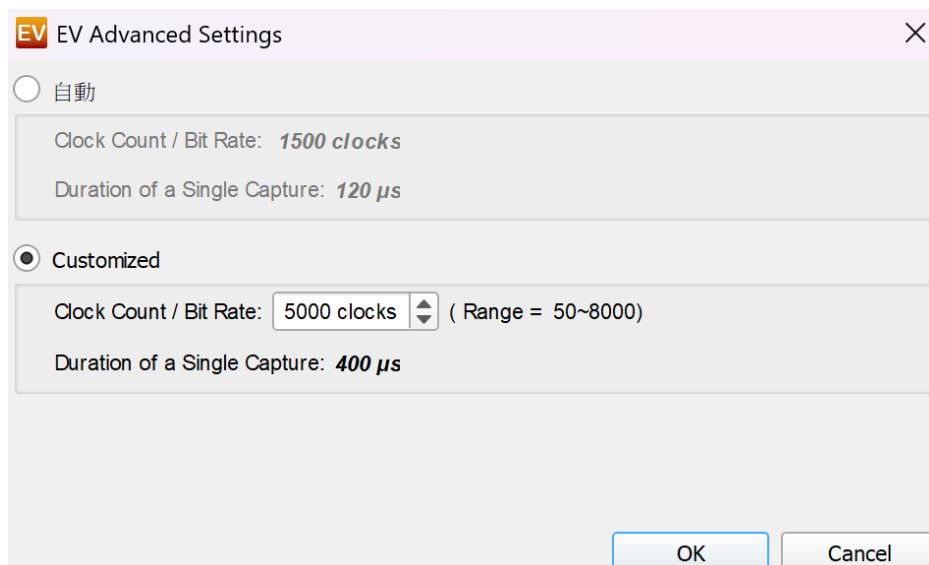 EV EV Advanced Settings
自動
Clock Count / Bit Rate: 1500 clocks
Duration of a Single Capture: 120 μs
Customized
Clock Count / Bit Rate: 5000 clocks ( Range = 50~8000)
Duration of a Single Capture: 400 μs
OK Cancel